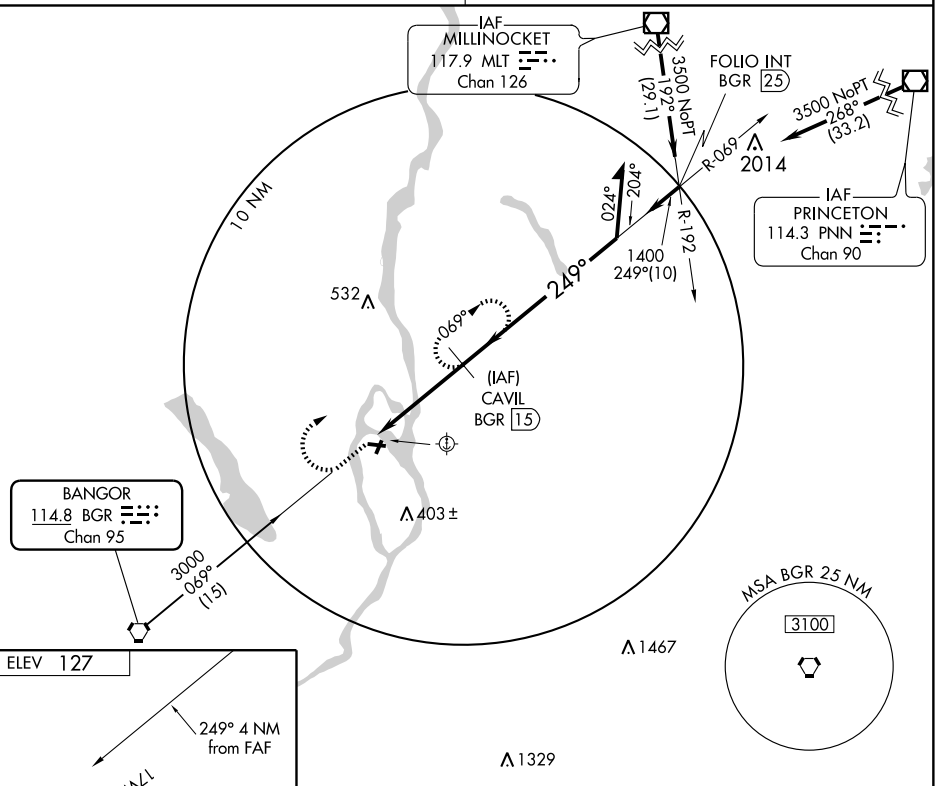 IAF
MILLINOCKET
117.9 MLT
Chan 126
3500 NoPT
192°
(29.1)
FOLIO INT
BGR 25
3500 NoPT
268°
(33.2)
R-069
2014
IAF
PRINCETON
114.3 PNN
Chan 90
10 NM
024°
204°
R-192
1400
249°(10)
249°
532
069°
(IAF)
CAVIL
BGR 15
BANGOR
114.8 BGR
Chan 95
403 ±
3000
069°
(15)
MSA BGR 25 NM
3100
1467
ELEV 127
249° 4 NM
from FAF
1329